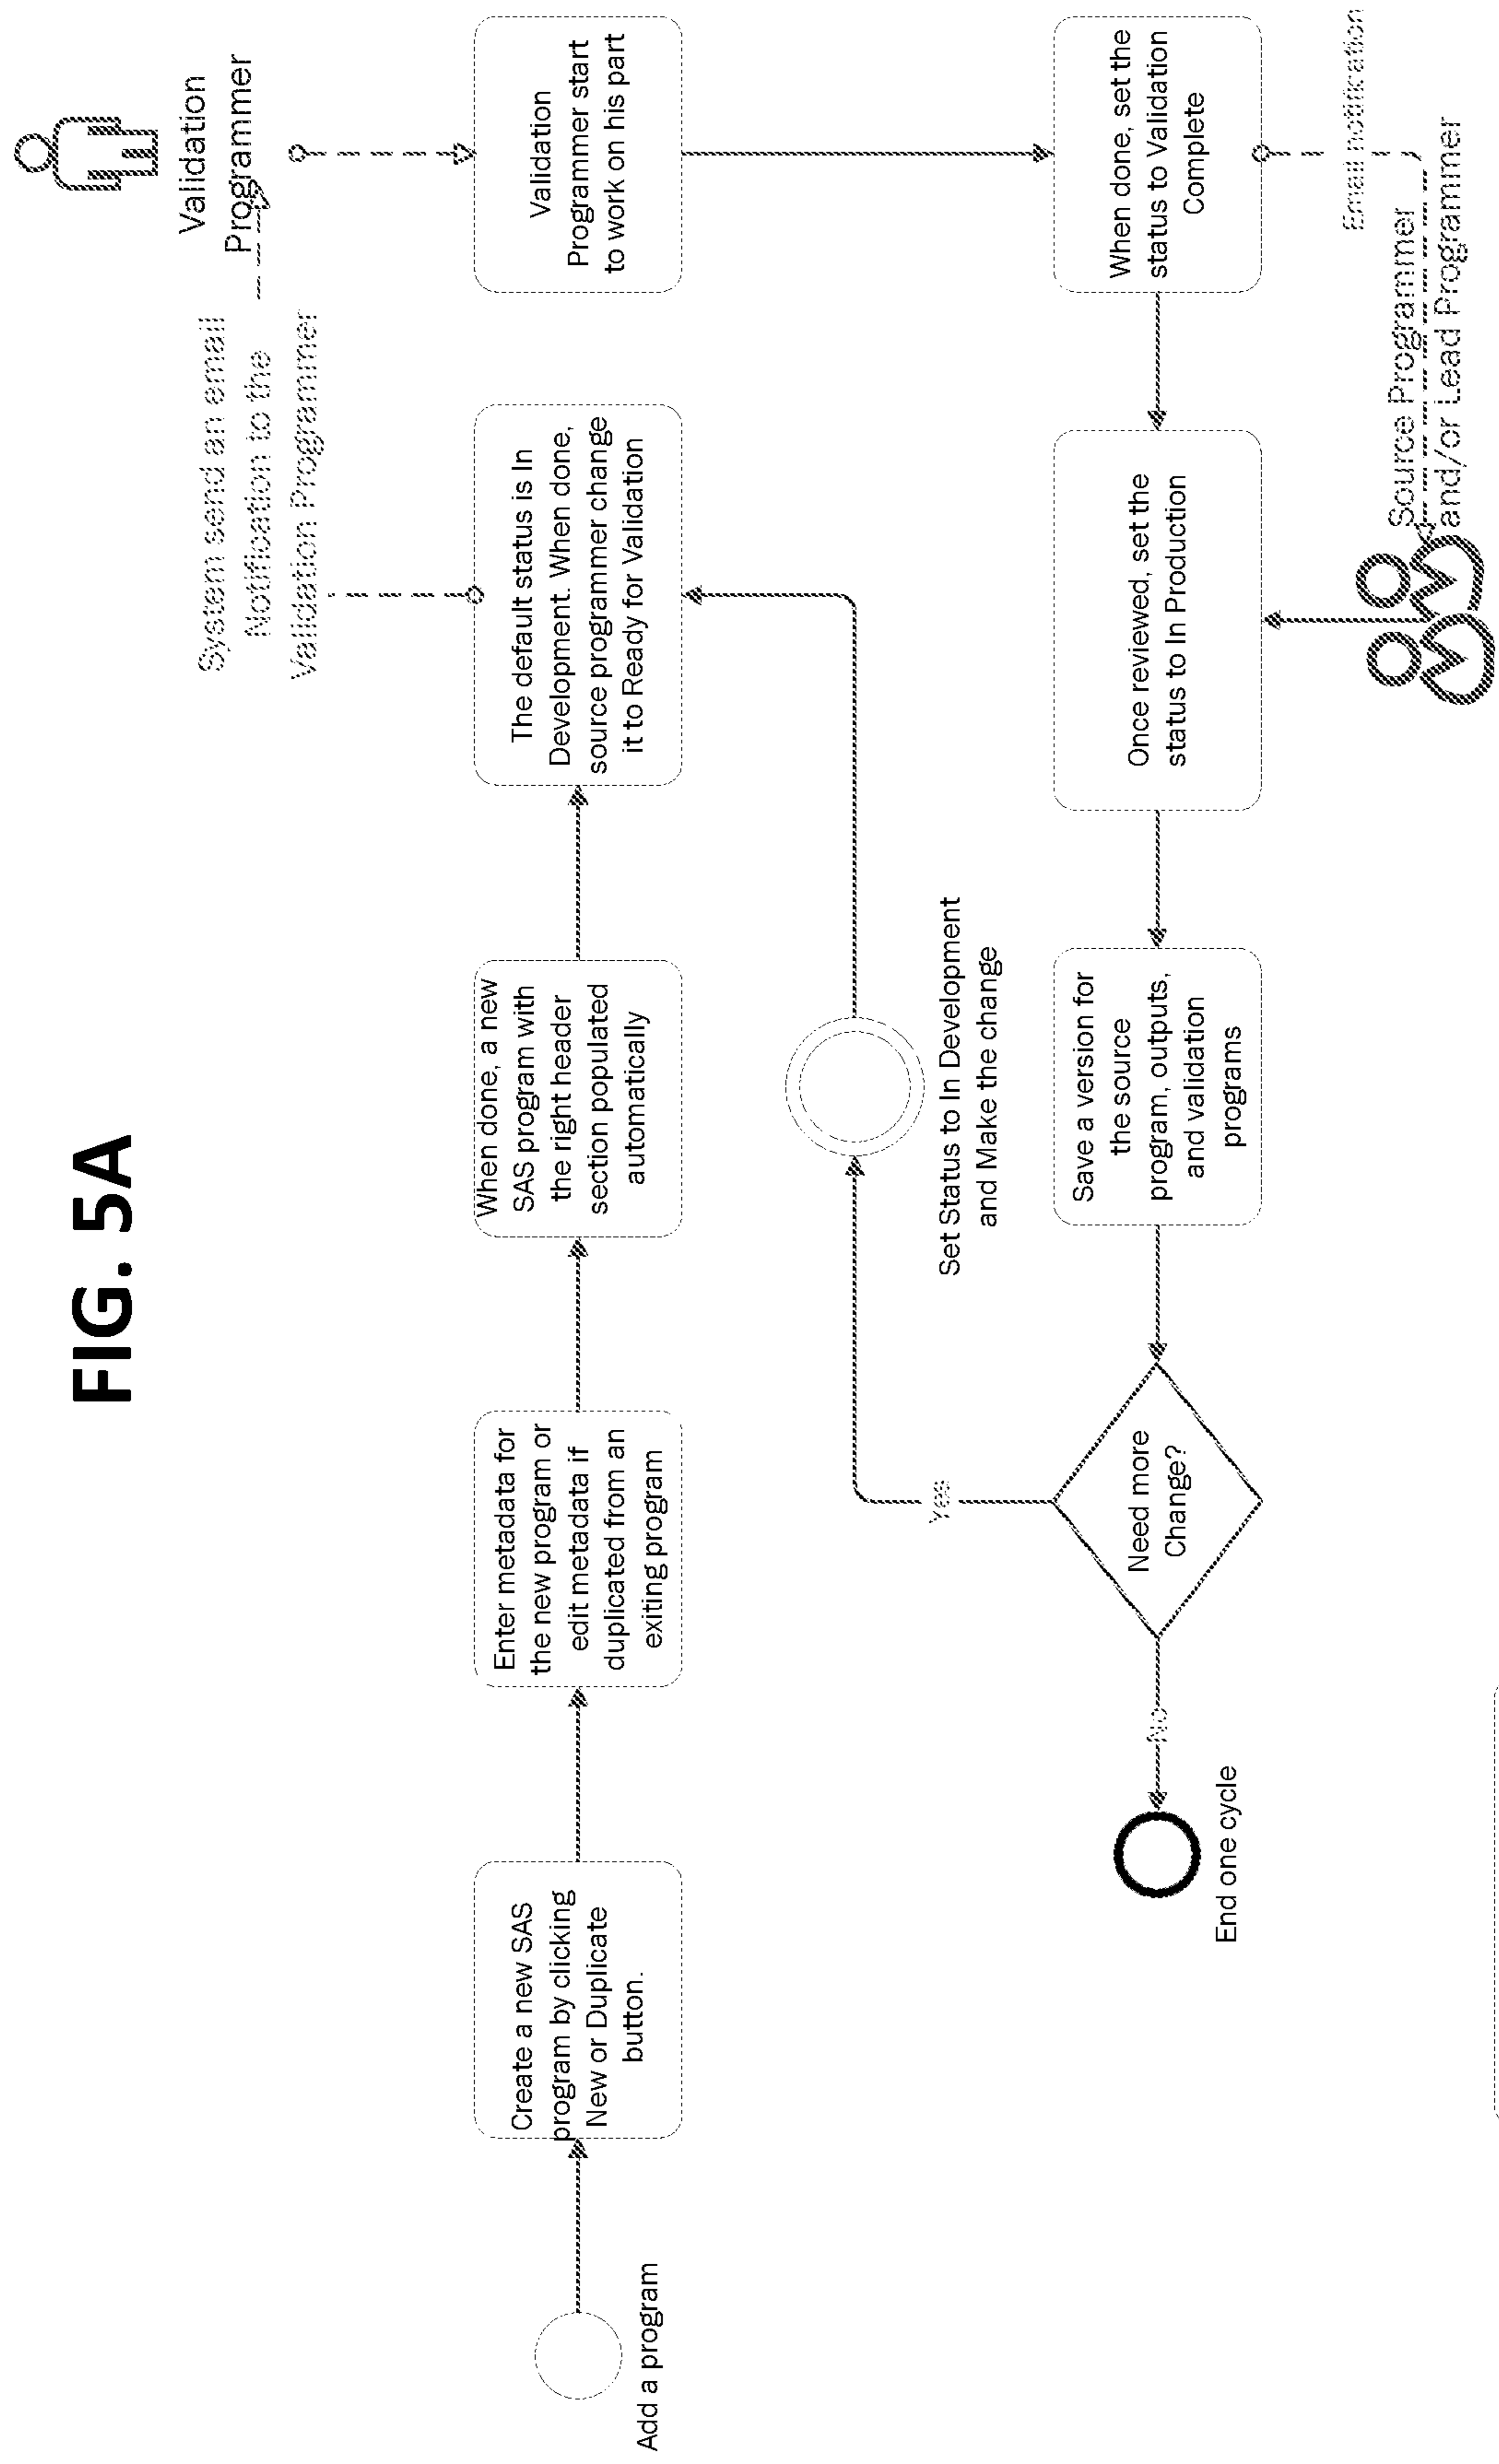 FIG. 5A
System send an email
Notification to the
Validation Programmer
Validation
Programmer
Add a program
Create a new SAS
program by clicking
New or Duplicate
button.
Enter metadata for
the new program or
edit metadata if
duplicated from an
exiting program
When done, a new
SAS program with
the right header
section populated
automatically
The default status is In
Development. When done,
source programmer change
it to Ready for Validation
Validation
Programmer start
to work on his part
Set Status to In Development
and Make the change
Yes
End one cycle
No
Need more
Change?
Save a version for
the source
program, outputs,
and validation
programs
Once reviewed, set the
status to In Production
When done, set the
status to Validation
Complete
Email notification
Source Programmer
and/or Lead Programmer